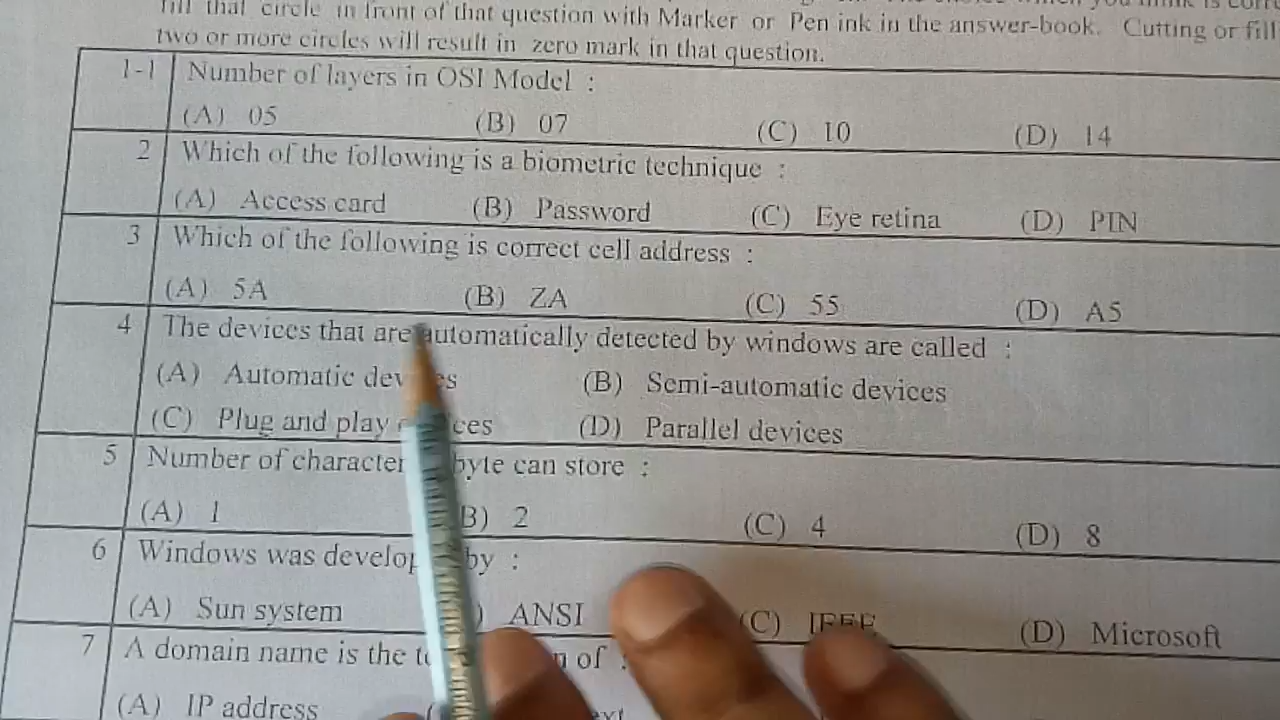 fill that circle in front of that question with Marker or Pen ink in the answer-book. Cutting or fill
two or more circles will result in zero mark in that question.
1-1 Number of layers in OSI Model :
(A) 05 (B) 07 (C) 10 (D) 14
2 Which of the following is a biometric technique :
(A) Access card (B) Password (C) Eye retina (D) PIN
3 Which of the following is correct cell address :
(A) 5A (B) ZA (C) 55 (D) A5
4 The devices that are automatically detected by windows are called :
(A) Automatic devices (B) Semi-automatic devices
(C) Plug and play devices (D) Parallel devices
5 Number of character byte can store :
(A) 1 B) 2 (C) 4 (D) 8
6 Windows was develop by :
(A) Sun system ) ANSI (C) IEEE (D) Microsoft
7 A domain name is the of :
(A) IP address